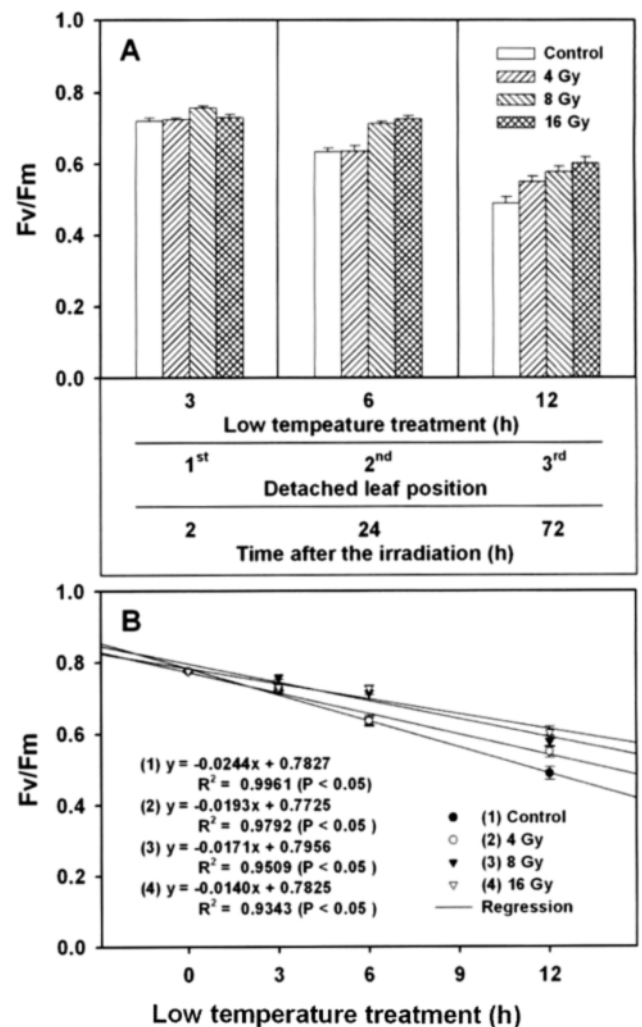 A
Control
4 Gy
8 Gy
16 Gy
Fv/Fm
1.0
0.8
0.6
0.4
0.2
0.0
3 6 12
Low tempeature treatment (h)
1st 2nd 3rd
Detached leaf position
2 24 72
Time after the irradiation (h)
B
Fv/Fm
1.0
0.8
0.6
0.4
0.2
0.0
(1) y = -0.0244x + 0.7827
R2 = 0.9961 (P < 0.05)
(2) y = -0.0193x + 0.7725
R2 = 0.9792 (P < 0.05 )
(3) y = -0.0171x + 0.7956
R2 = 0.9509 (P < 0.05 )
(4) y = -0.0140x + 0.7825
R2 = 0.9343 (P < 0.05 )
(1) Control
(2) 4 Gy
(3) 8 Gy
(4) 16 Gy
Regression
0 3 6 9 12
Low temperature treatment (h)